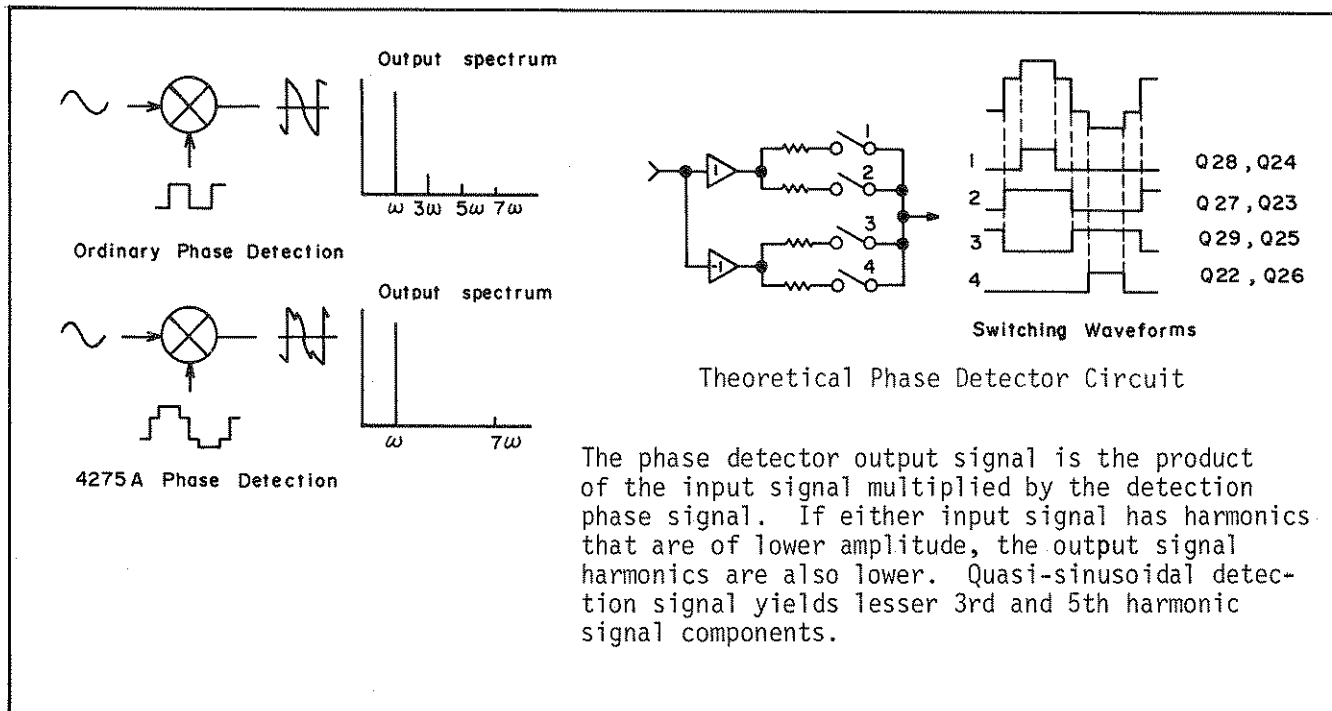 Output spectrum
ω 3ω 5ω 7ω
Ordinary Phase Detection
Output spectrum
ω 7ω
4275A Phase Detection
1
-1
1
2
3
4
1
2
3
4
Q28, Q24
Q27, Q23
Q29, Q25
Q22, Q26
Switching Waveforms
Theoretical Phase Detector Circuit
The phase detector output signal is the product
of the input signal multiplied by the detection
phase signal. If either input signal has harmonics
that are of lower amplitude, the output signal
harmonics are also lower. Quasi-sinusoidal detec-
tion signal yields lesser 3rd and 5th harmonic
signal components.